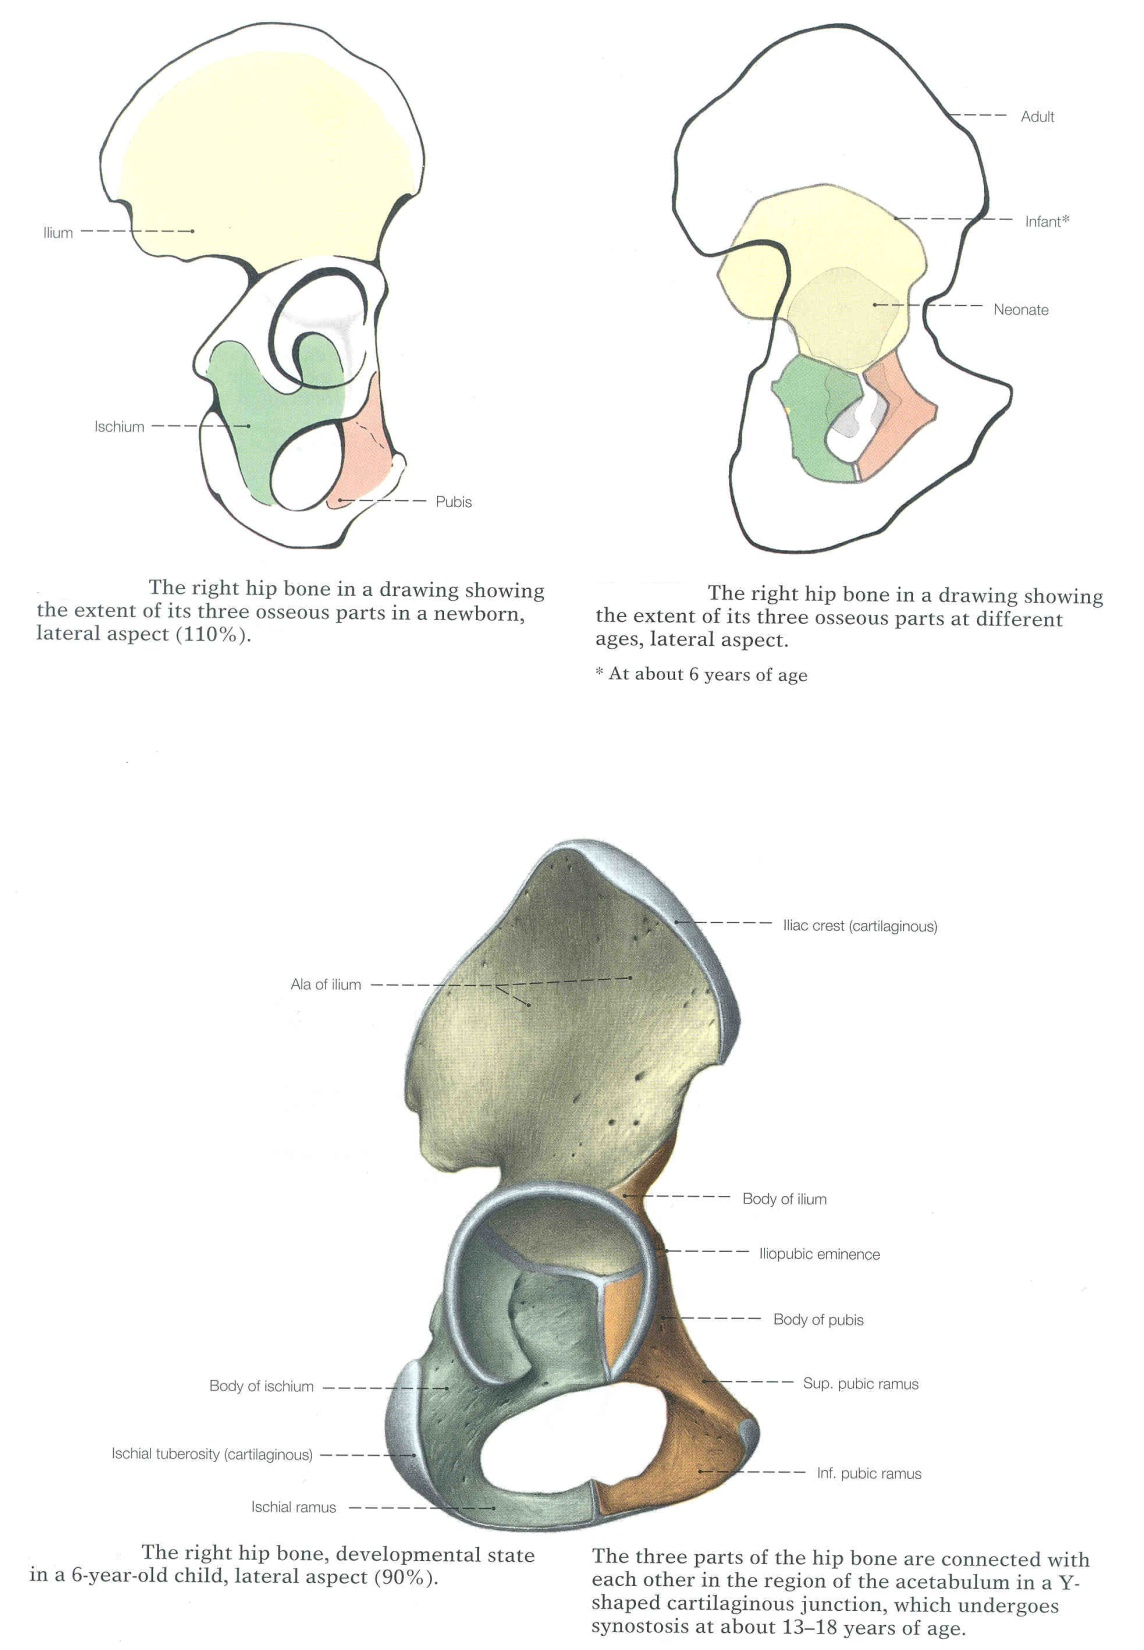 Ilium
Ischium
Pubis
The right hip bone in a drawing showing
the extent of its three osseous parts in a newborn,
lateral aspect (110%).
Adult
Infant*
Neonate
The right hip bone in a drawing showing
the extent of its three osseous parts at different
ages, lateral aspect.
* At about 6 years of age
Iliac crest (cartilaginous)
Ala of ilium
Body of ilium
Iliopubic eminence
Body of pubis
Sup. pubic ramus
Inf. pubic ramus
Body of ischium
Ischial tuberosity (cartilaginous)
Ischial ramus
The right hip bone, developmental state
in a 6-year-old child, lateral aspect (90%).
The three parts of the hip bone are connected with
each other in the region of the acetabulum in a Y-
shaped cartilaginous junction, which undergoes
synostosis at about 13–18 years of age.